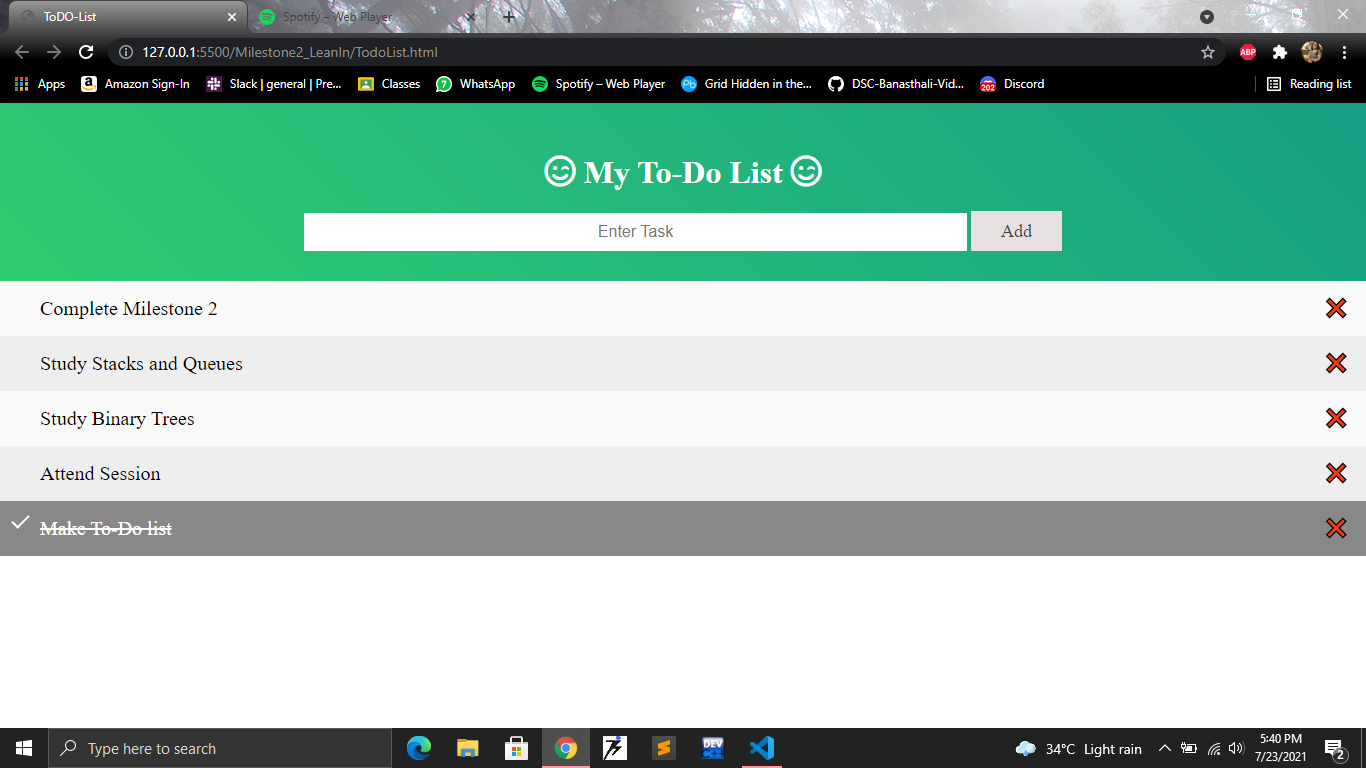 ToDO-List
Spotify – Web Player
127.0.0.1:5500/Milestone2_LeanIn/TodoList.html
ABP
Apps
Amazon Sign-In
Slack | general | Pre...
Classes
7
WhatsApp
Spotify – Web Player
Pb
Grid Hidden in the...
DSC-Banasthali-Vid...
202
Discord
Reading list
My To-Do List
Enter Task
Add
Complete Milestone 2
Study Stacks and Queues
Study Binary Trees
Attend Session
Make To-Do list
Type here to search
DEV
34°C Light rain
5:40 PM
7/23/2021
2